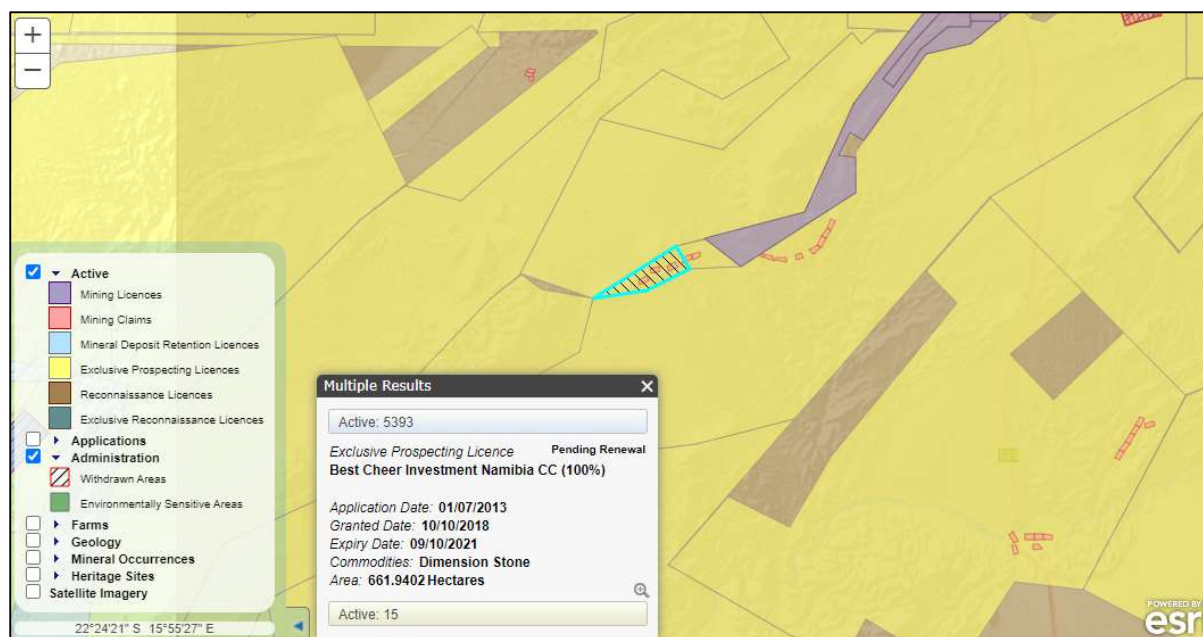 +
−
Active
Mining Licences
Mining Claims
Mineral Deposit Retention Licences
Exclusive Prospecting Licences
Reconnaissance Licences
Exclusive Reconnaissance Licences
Applications
Administration
Withdrawn Areas
Environmentally Sensitive Areas
Farms
Geology
Mineral Occurrences
Heritage Sites
Satellite Imagery
22°24'21" S 15°55'27" E
Multiple Results
Active: 5393
Exclusive Prospecting Licence Pending Renewal
Best Cheer Investment Namibia CC (100%)
Application Date: 01/07/2013
Granted Date: 10/10/2018
Expiry Date: 09/10/2021
Commodities: Dimension Stone
Area: 661.9402 Hectares
Active: 15
POWERED BY
esr